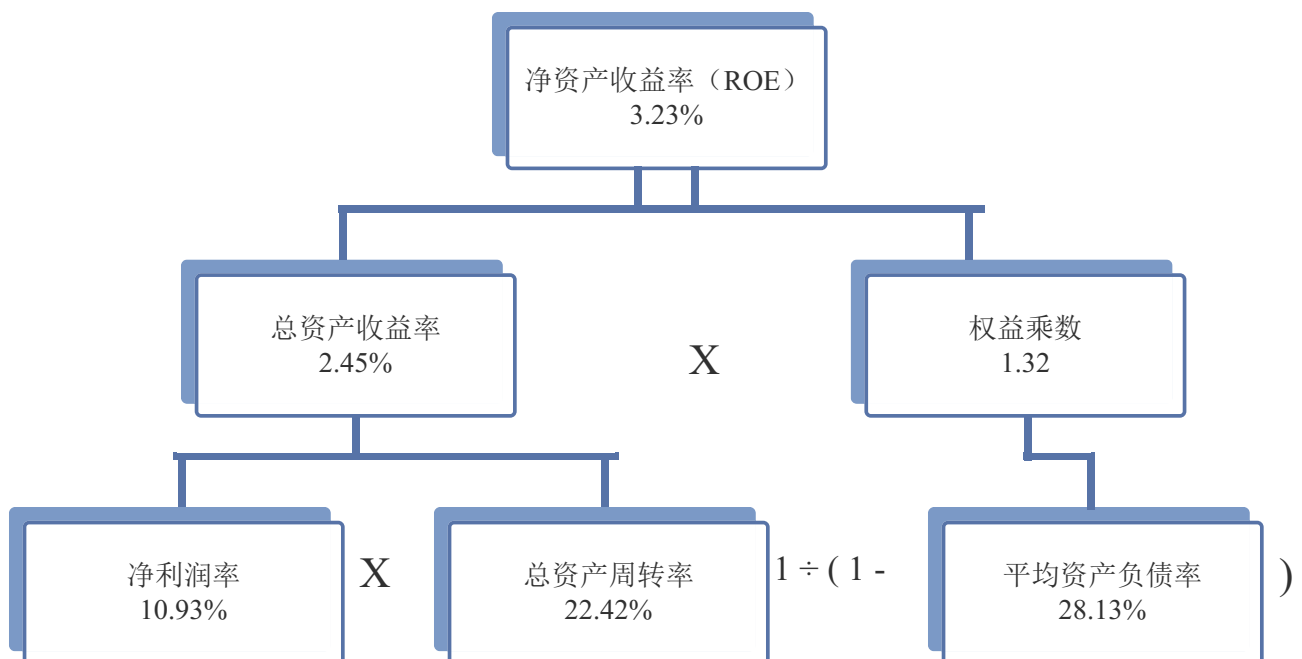 净资产收益率（ROE）
3.23%
总资产收益率
2.45%
X
权益乘数
1.32
净利润率
10.93%
X
总资产周转率
22.42%
1 ÷ ( 1 -
平均资产负债率
28.13%
)